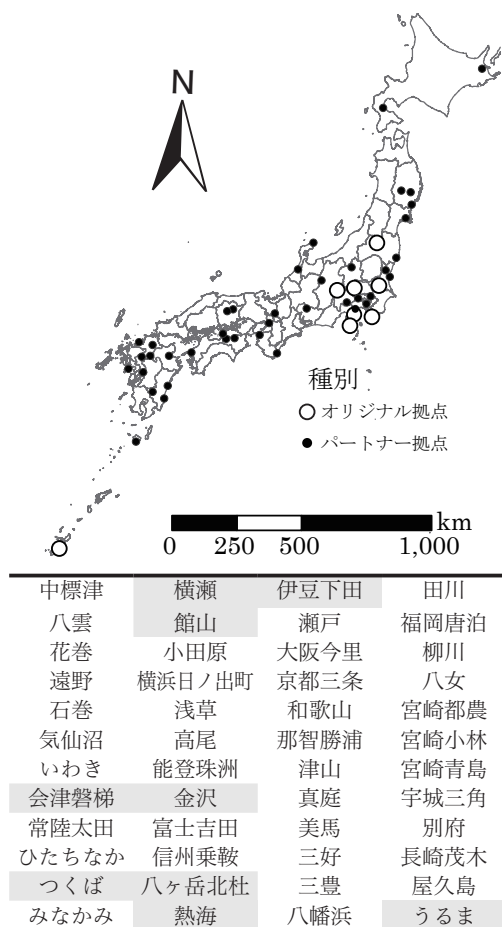 N
種別
オリジナル拠点
パートナー拠点
km
0 250 500 1,000
中標津 横瀬 伊豆下田 田川
八雲 館山 瀬戸 福岡唐泊
花巻 小田原 大阪今里 柳川
遠野 横浜日ノ出町 京都三条 八女
石巻 浅草 和歌山 宮崎都農
気仙沼 高尾 那智勝浦 宮崎小林
いわき 能登珠洲 津山 宮崎青島
会津磐梯 金沢 真庭 宇城三角
常陸太田 富士吉田 美馬 別府
ひたちなか 信州乗鞍 三好 長崎茂木
つくば 八ヶ岳北杜 三豊 屋久島
みなかみ 熱海 八幡浜 うるま